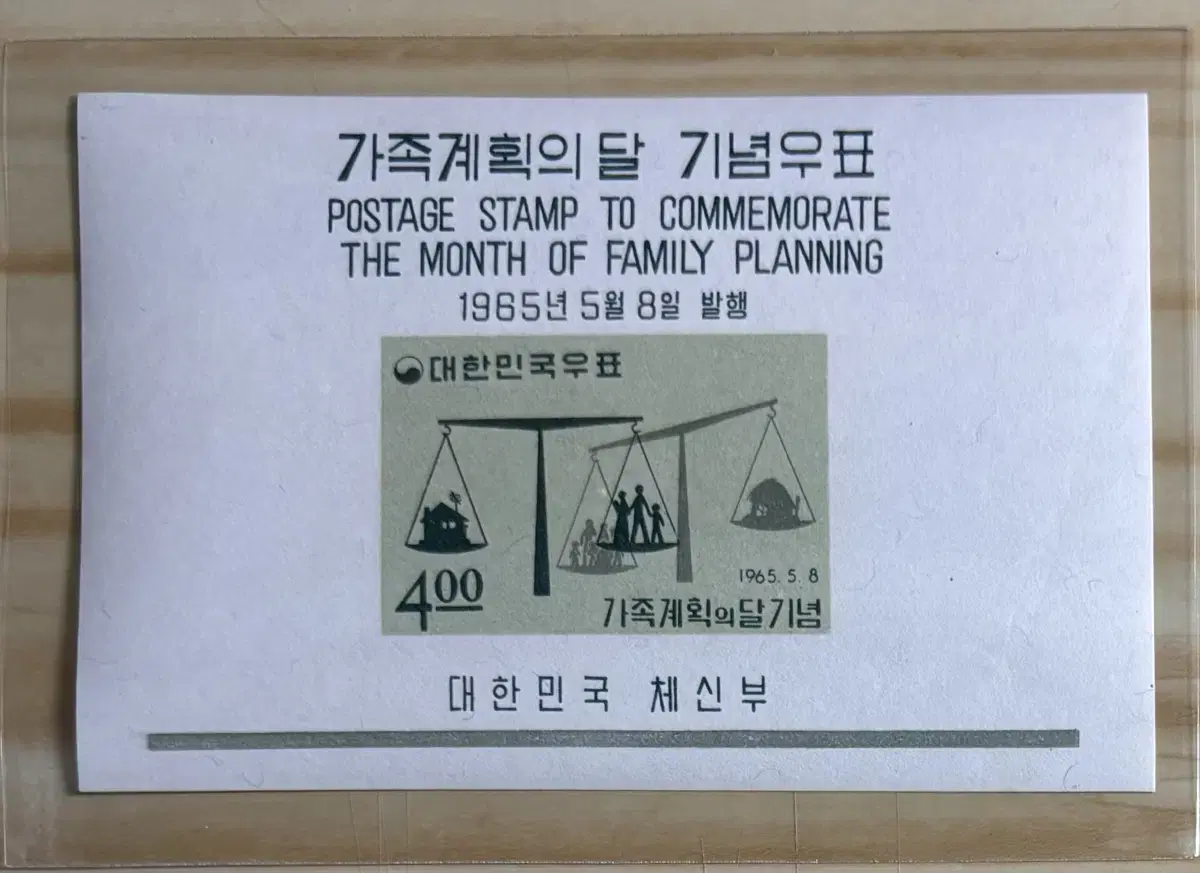 가족계획의 달 기념우표
POSTAGE STAMP TO COMMEMORATE
THE MONTH OF FAMILY PLANNING
1965년 5월 8일 발행
대한민국우표
1965. 5. 8
400
가족계획의달기념
대한민국 체신부